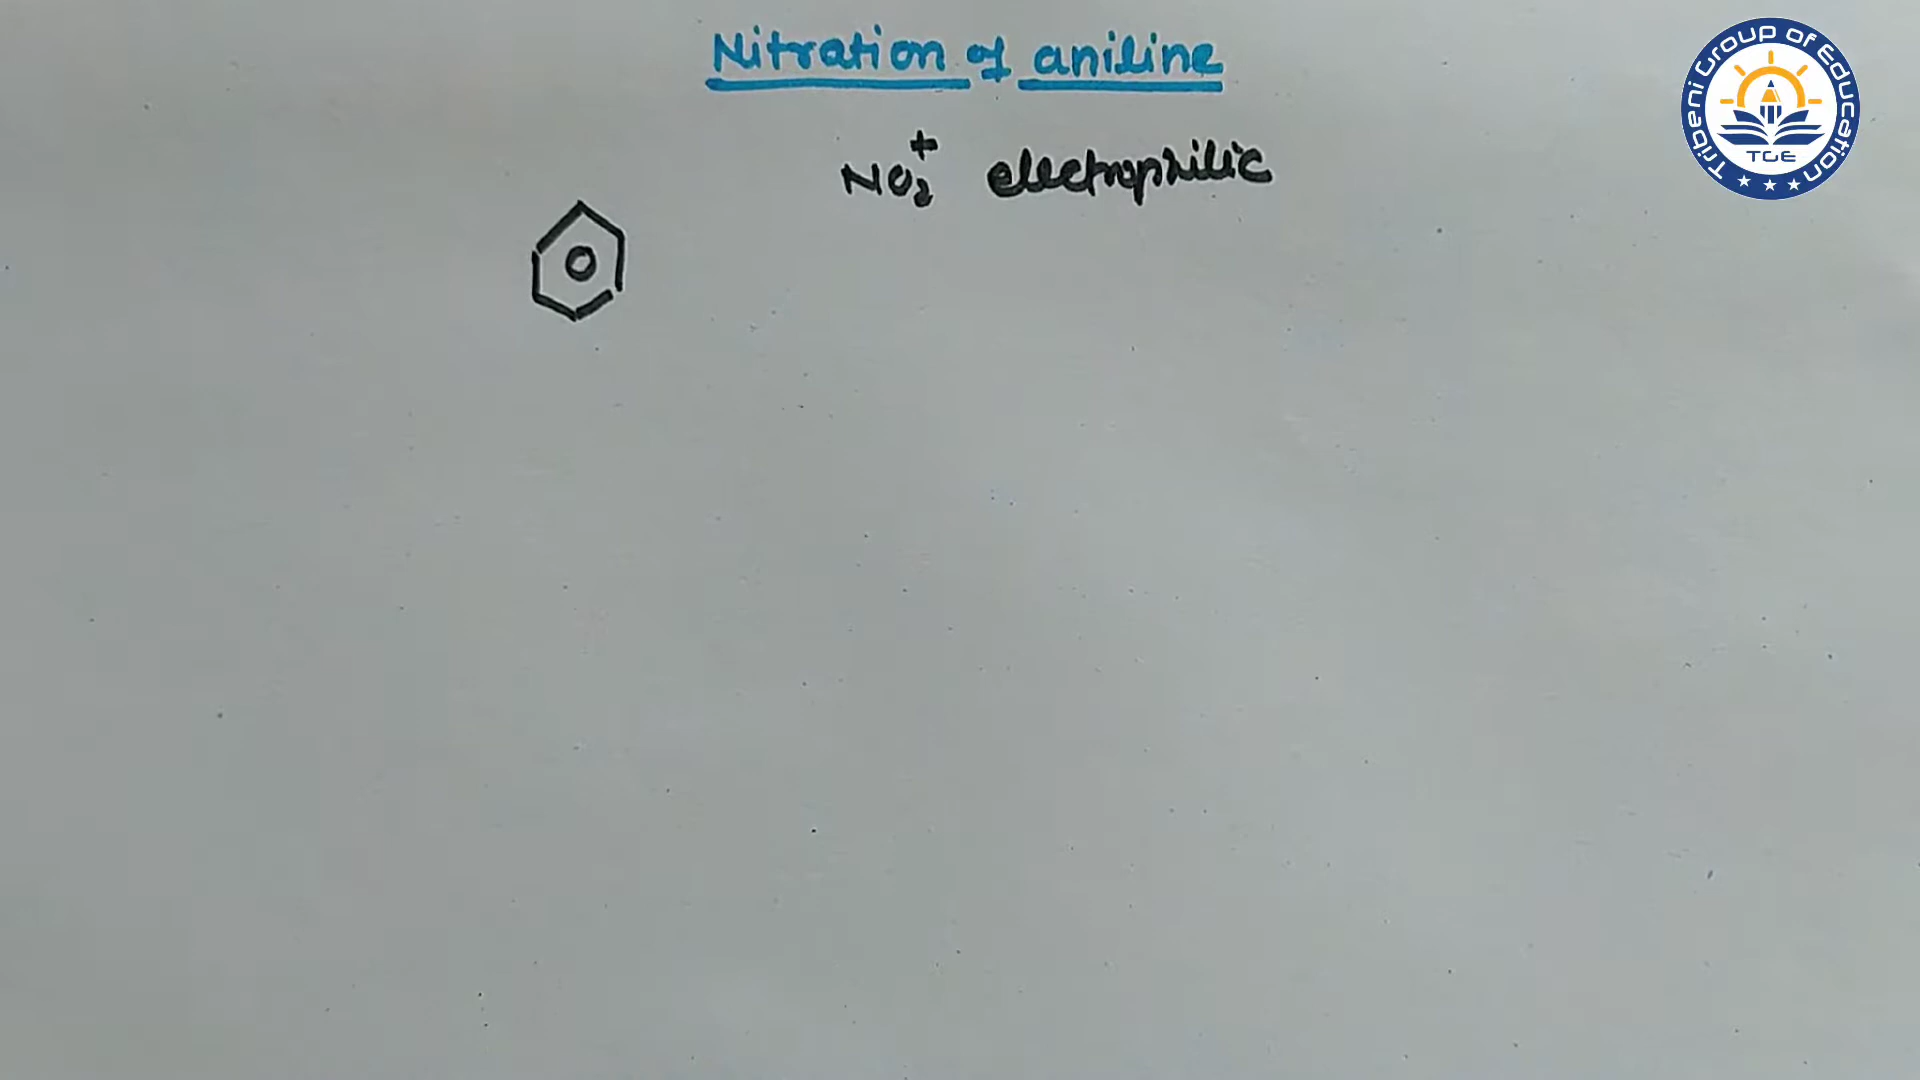 Nitration of aniline
NO₂⁺ electrophilic
Tribeni Group of Education
TGE